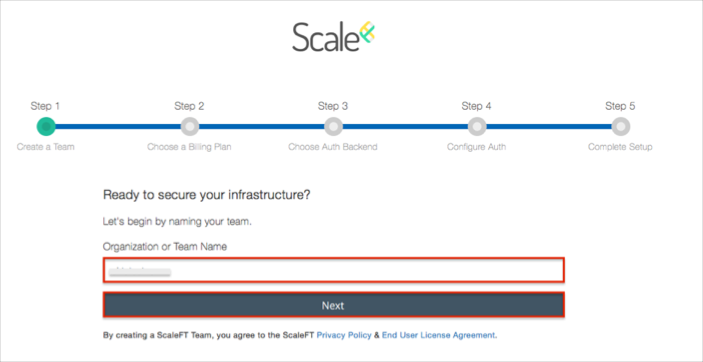 Scale
Step 1 Step 2 Step 3 Step 4 Step 5
Create a Team Choose a Billing Plan Choose Auth Backend Configure Auth Complete Setup
Ready to secure your infrastructure?
Let's begin by naming your team.
Organization or Team Name
Next
By creating a ScaleFT Team, you agree to the ScaleFT Privacy Policy & End User License Agreement.